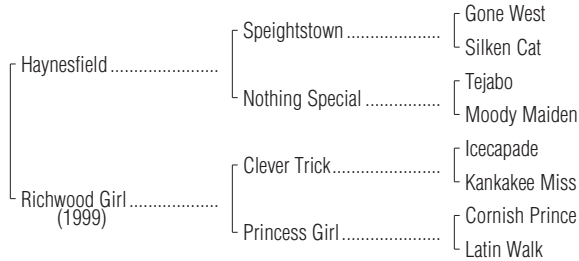 Gone West
Speightstown ....................
Silken Cat
Haynesfield .......................
Tejabo
Nothing Special ................
Moody Maiden
Icecapade
Clever Trick.......................
Kankakee Miss
Richwood Girl ...................
(1999)
Cornish Prince
Princess Girl .....................
Latin Walk